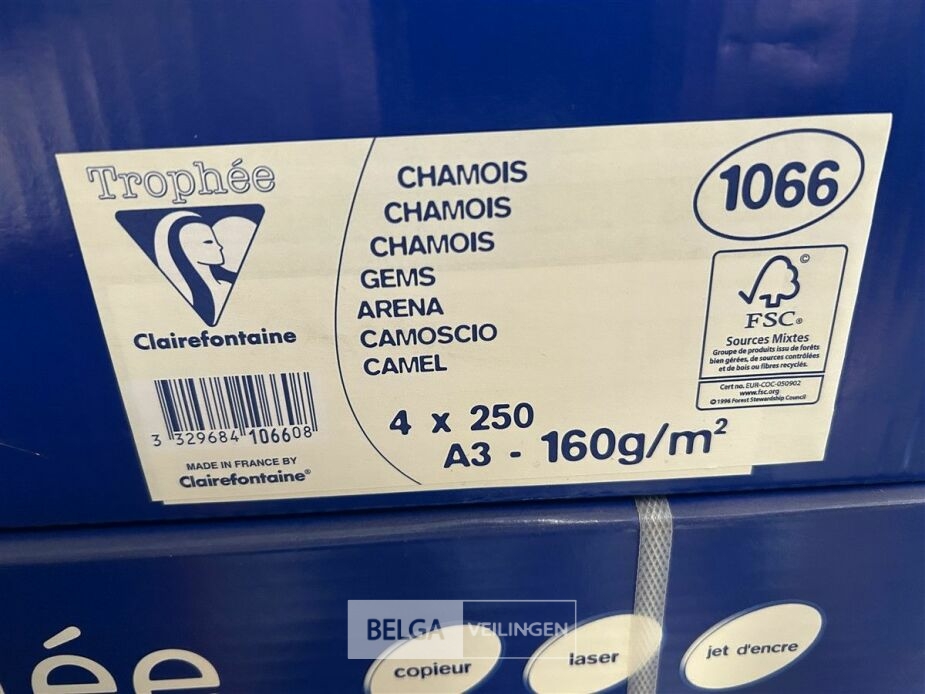 Trophée
Clairefontaine
3 329684 106608
MADE IN FRANCE BY
Clairefontaine®
CHAMOIS
CHAMOIS
CHAMOIS
GEMS
ARENA
CAMOSCIO
CAMEL
4 x 250
A3 - 160g/m²
1066
©
FSC®
Sources Mixtes
Groupe de produits issu de forêts
bien gérées, de sources contrôlées
et de bois ou fibres recyclés.
Cert no. EUR-COC-050902
www.fsc.org
© 1996 Forest Stewardship Council
ée
copieur
laser
jet d'encre
BELGA VEILINGEN